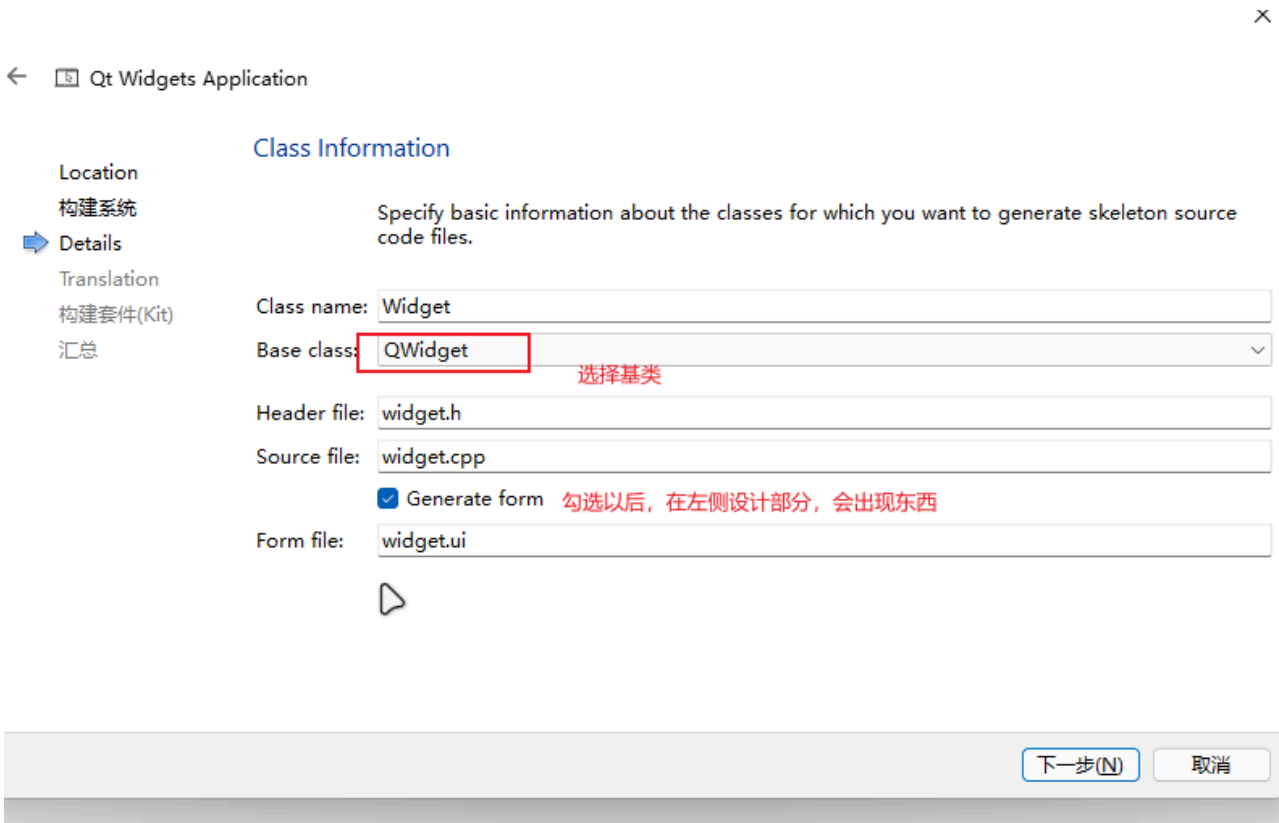 Qt Widgets Application
Class Information
Location
构建系统
Details
Translation
构建套件(Kit)
汇总
Specify basic information about the classes for which you want to generate skeleton source
code files.
Class name: Widget
Base class: QWidget
选择基类
Header file: widget.h
Source file: widget.cpp
Generate form 勾选以后，在左侧设计部分，会出现东西
Form file: widget.ui
下一步(N) 取消